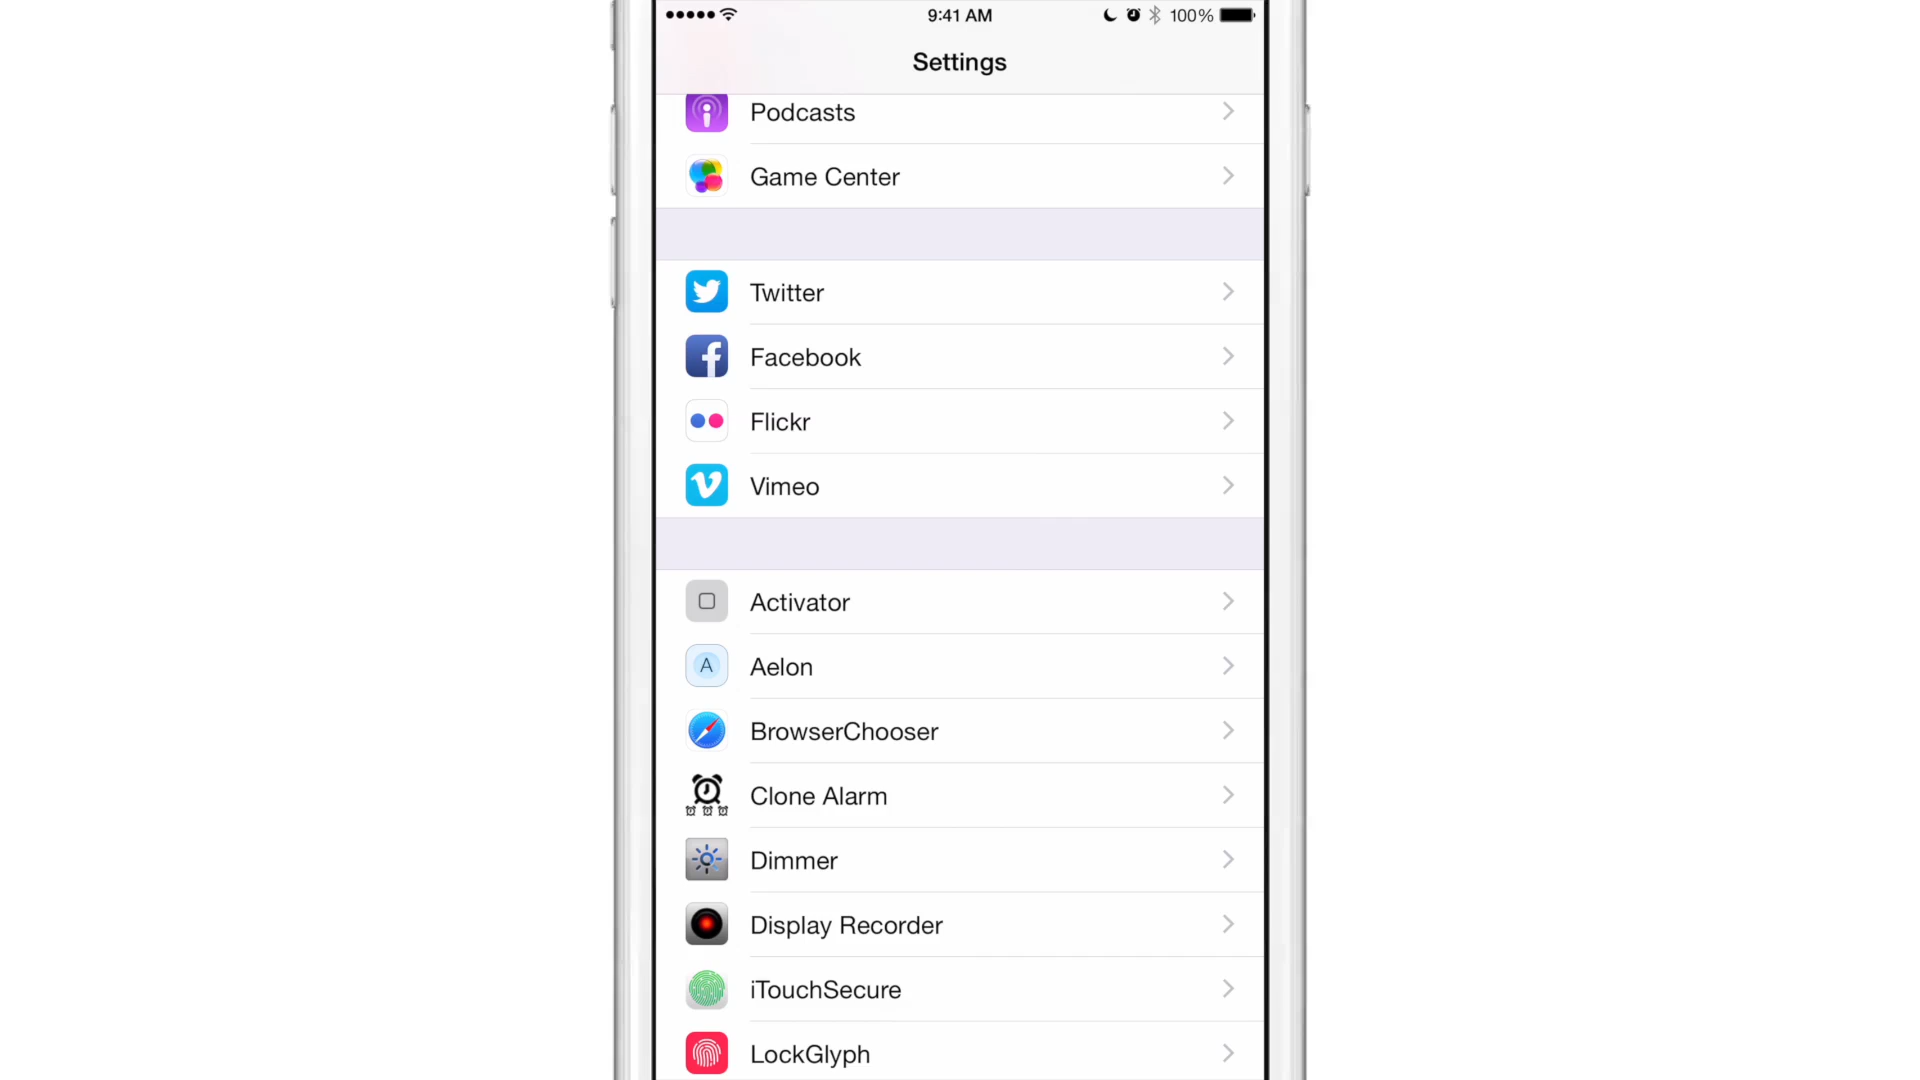 9:41 AM
100%
Settings
Podcasts
Game Center
Twitter
Facebook
Flickr
Vimeo
Activator
A
Aelon
BrowserChooser
Clone Alarm
Dimmer
Display Recorder
iTouchSecure
LockGlyph